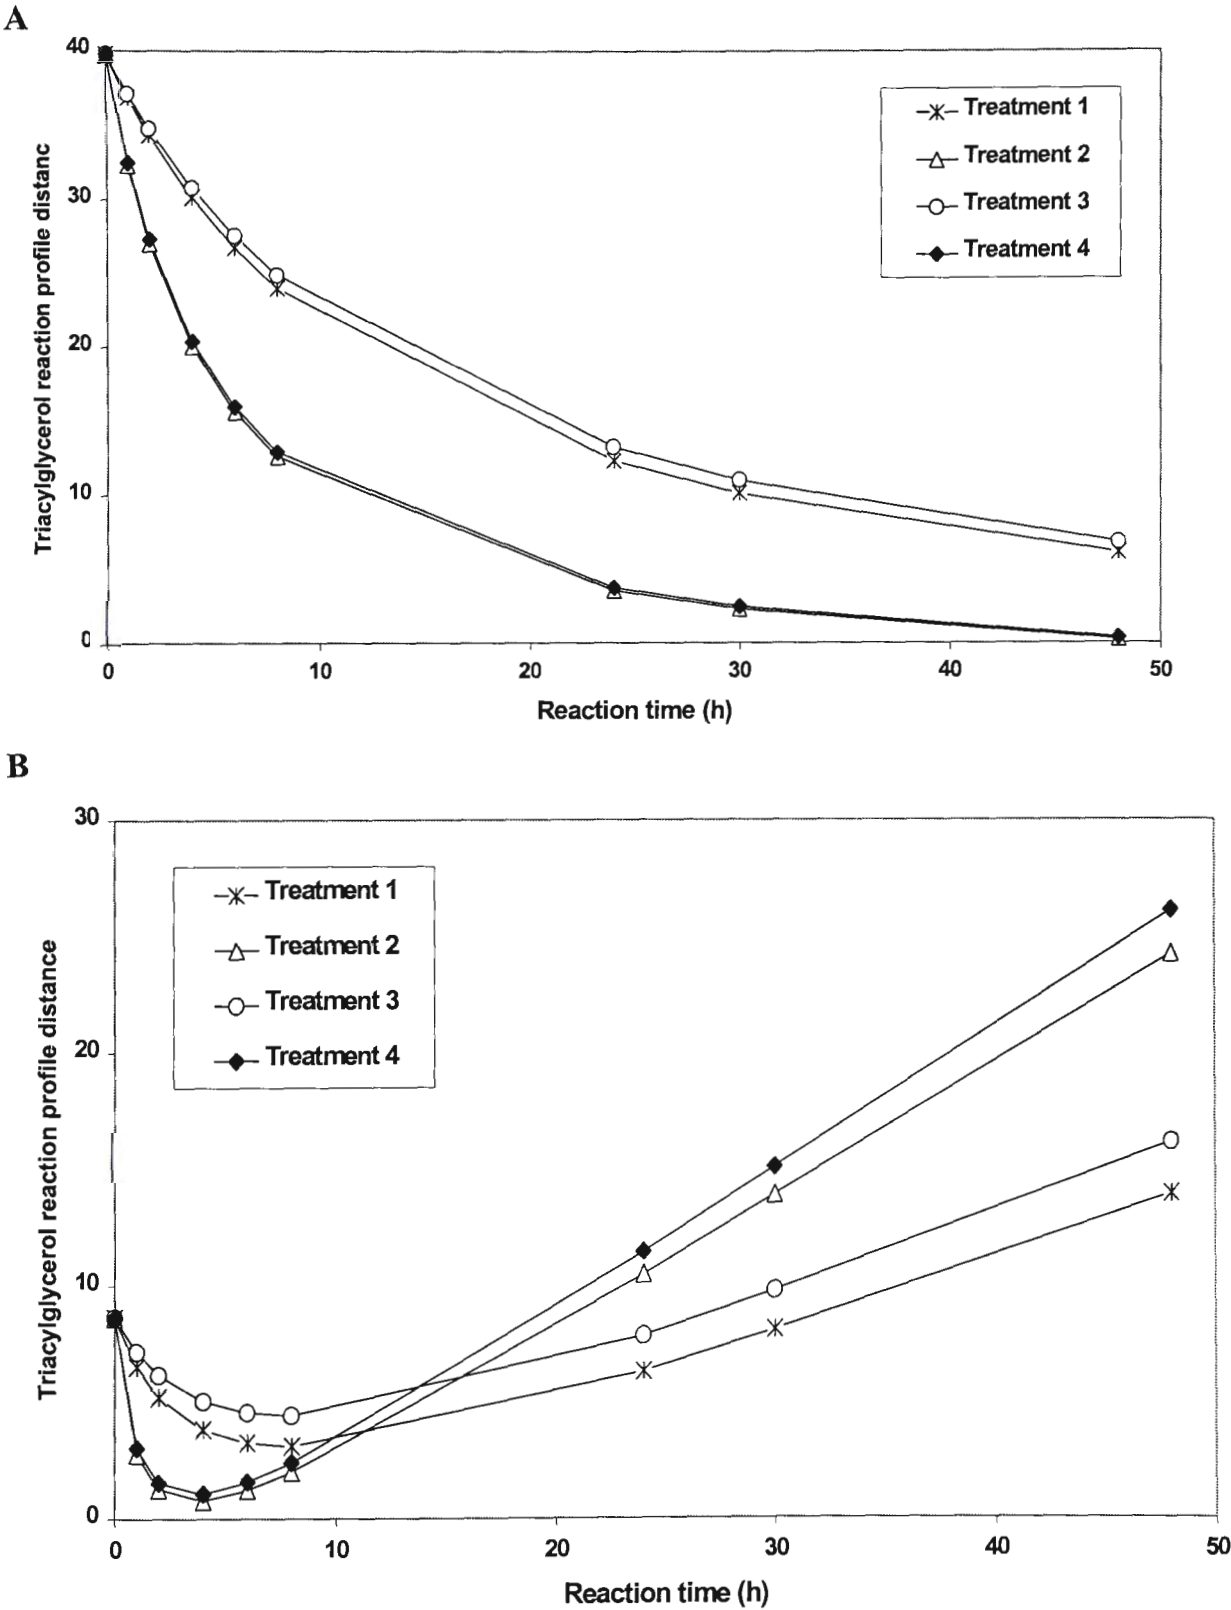 A
40
30
20
10
0
Triacylglycerol reaction profile distanc
Treatment 1
Treatment 2
Treatment 3
Treatment 4
0 10 20 30 40 50
Reaction time (h)
B
30
20
10
0
Triacylglycerol reaction profile distance
Treatment 1
Treatment 2
Treatment 3
Treatment 4
0 10 20 30 40 50
Reaction time (h)